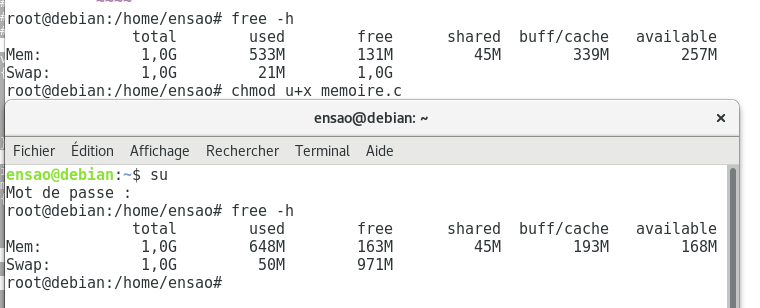 root@debian:/home/ensao# free -h
              total        used        free      shared  buff/cache   available
Mem:           1,0G        533M        131M         45M        339M        257M
Swap:          1,0G         21M        1,0G
root@debian:/home/ensao# chmod u+x memoire.c
ensao@debian: ~
Fichier Édition Affichage Rechercher Terminal Aide
ensao@debian:~$ su
Mot de passe :
root@debian:/home/ensao# free -h
              total        used        free      shared  buff/cache   available
Mem:           1,0G        648M        163M         45M        193M        168M
Swap:          1,0G         50M        971M
root@debian:/home/ensao#